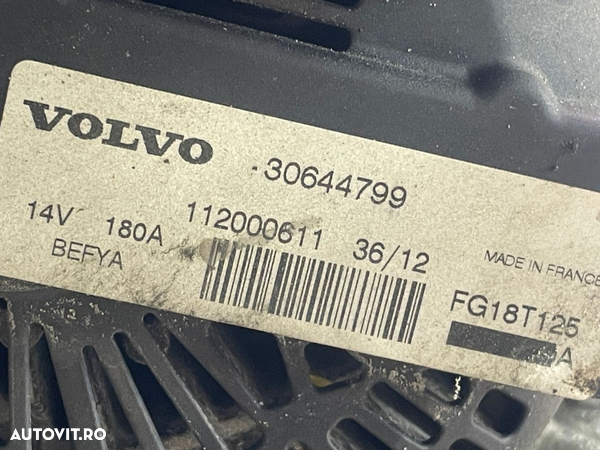 VOLVO
30644799
14V 180A 112000611 36/12 MADE IN FRANCE
BEFYA
FG18T125
A
AUTOVIT.RO